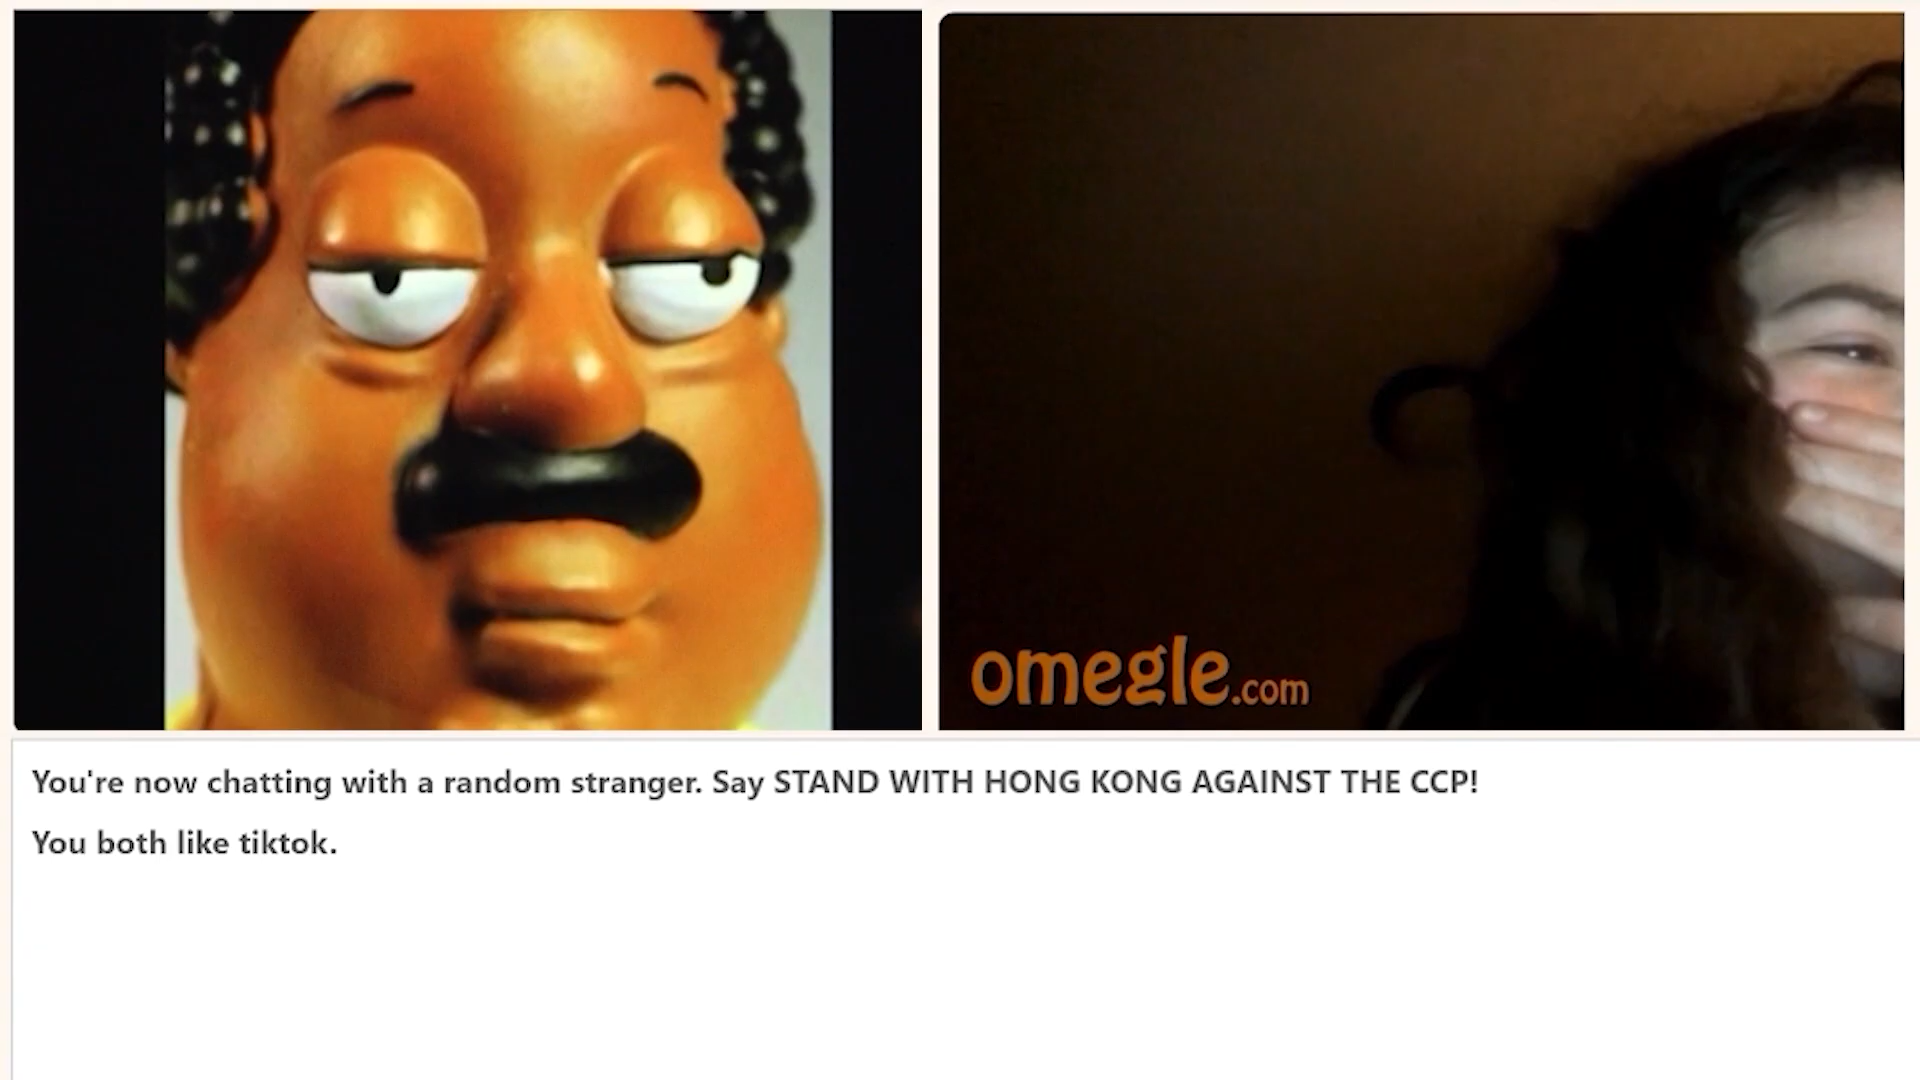 omegle.com
You're now chatting with a random stranger. Say STAND WITH HONG KONG AGAINST THE CCP!
You both like tiktok.